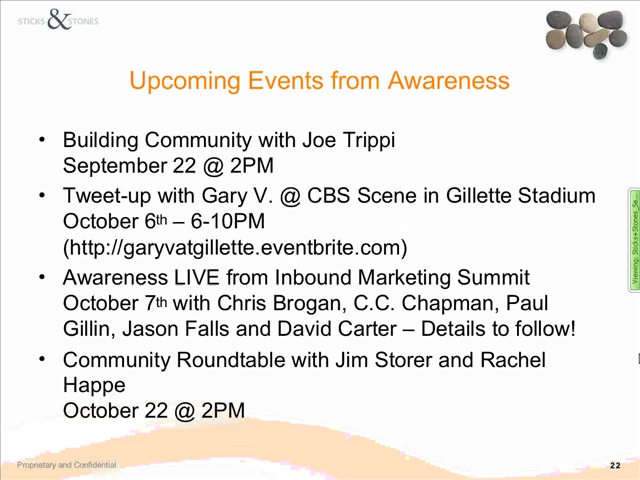 STICKS & STONES
Upcoming Events from Awareness
• Building Community with Joe Trippi
September 22 @ 2PM
• Tweet-up with Gary V. @ CBS Scene in Gillette Stadium
October 6th – 6-10PM
(http://garyvatgillette.eventbrite.com)
• Awareness LIVE from Inbound Marketing Summit
October 7th with Chris Brogan, C.C. Chapman, Paul
Gillin, Jason Falls and David Carter – Details to follow!
• Community Roundtable with Jim Storer and Rachel
Happe
October 22 @ 2PM
Viewing: Sticks+Stones_Se...
Proprietary and Confidential
22